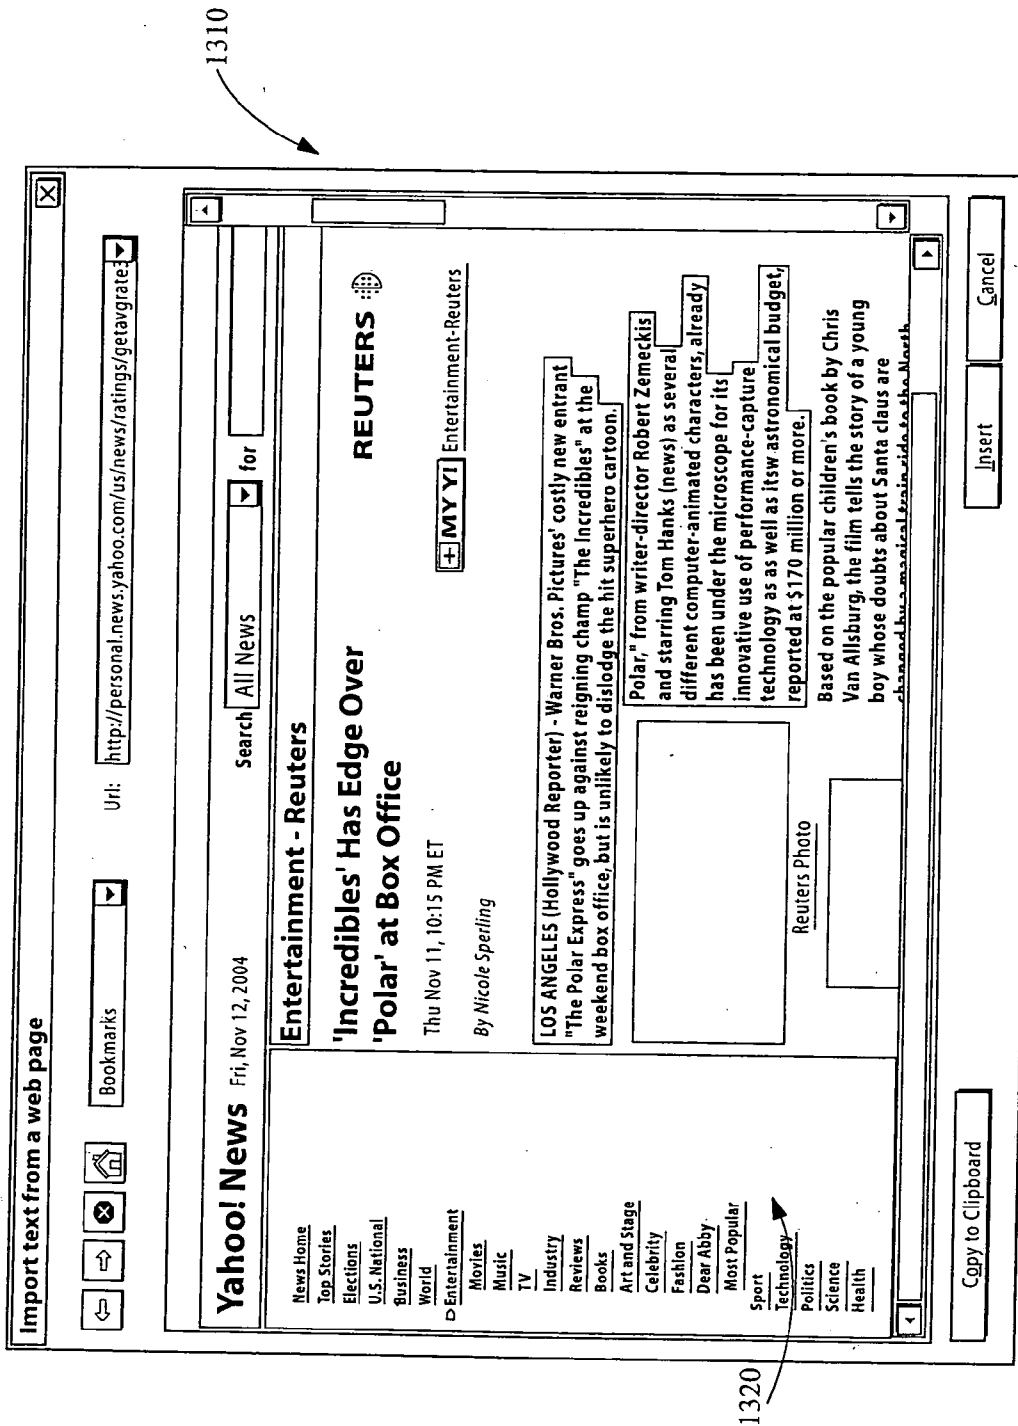 Import text from a web page
Bookmarks
Url: http://personal.news.yahoo.com/us/news/ratings/getavgrate
Yahoo! News Fri, Nov 12, 2004
Search All News for
News Home
Top Stories
Elections
U.S. National
Business
World
Entertainment
Movies
Music
TV
Industry
Reviews
Books
Art and Stage
Celebrity
Fashion
Dear Abby
Most Popular
Sport
Technology
Politics
Science
Health
Entertainment - Reuters
'Incredibles' Has Edge Over
'Polar' at Box Office
REUTERS
Thu Nov 11, 10:15 PM ET
+ MY Y! Entertainment-Reuters
By Nicole Sperling
LOS ANGELES (Hollywood Reporter) - Warner Bros. Pictures' costly new entrant
"The Polar Express" goes up against reigning champ "The Incredibles" at the
weekend box office, but is unlikely to dislodge the hit superhero cartoon.
Polar," from writer-director Robert Zemeckis
and starring Tom Hanks (news) as several
different computer-animated characters, already
has been under the microscope for its
innovative use of performance-capture
technology as as well as itsw astronomical budget,
reported at $170 million or more.
Reuters Photo
Based on the popular children's book by Chris
Van Allsburg, the film tells the story of a young
boy whose doubts about Santa claus are
changed by a magical train ride to the North
Copy to Clipboard
Insert
Cancel
1310
1320